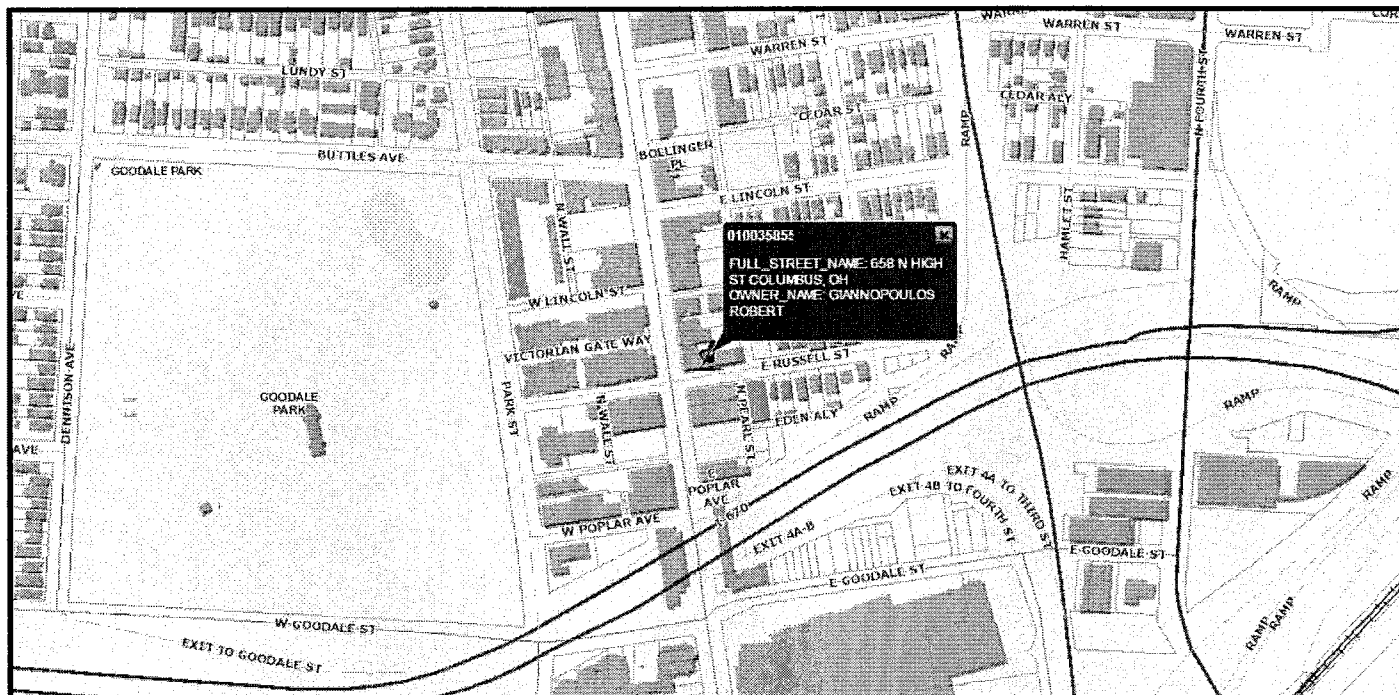 WARREN ST
WARREN ST
WARREN ST
LUNDY ST
CEDAR ALY
CEDAR ST
RAMP
N FOURTH ST
BOLLINGER
PL
BUTTLES AVE
GOODALE PARK
E LINCOLN ST
N WALL ST
HAMLET ST
010035855
FULL_STREET_NAME: 658 N HIGH
ST COLUMBUS, OH
OWNER_NAME: GIANNOPOULOS
ROBERT
W LINCOLN ST
RAMP
VICTORIAN GATE WAY
E RUSSELL ST
DENNISON AVE
PARK ST
GOODALE
PARK
N WALL ST
N PEARL ST
EDEN ALY
RAMP
RAMP
AVE
POPLAR
AVE
EXIT 4A TO THIRD ST
EXIT 4B TO FOURTH ST
RAMP
I-670
W POPLAR AVE
EXIT 4A-B
E GOODALE ST
E GOODALE ST
W GOODALE ST
EXIT TO GOODALE ST
RAMP
RAMP